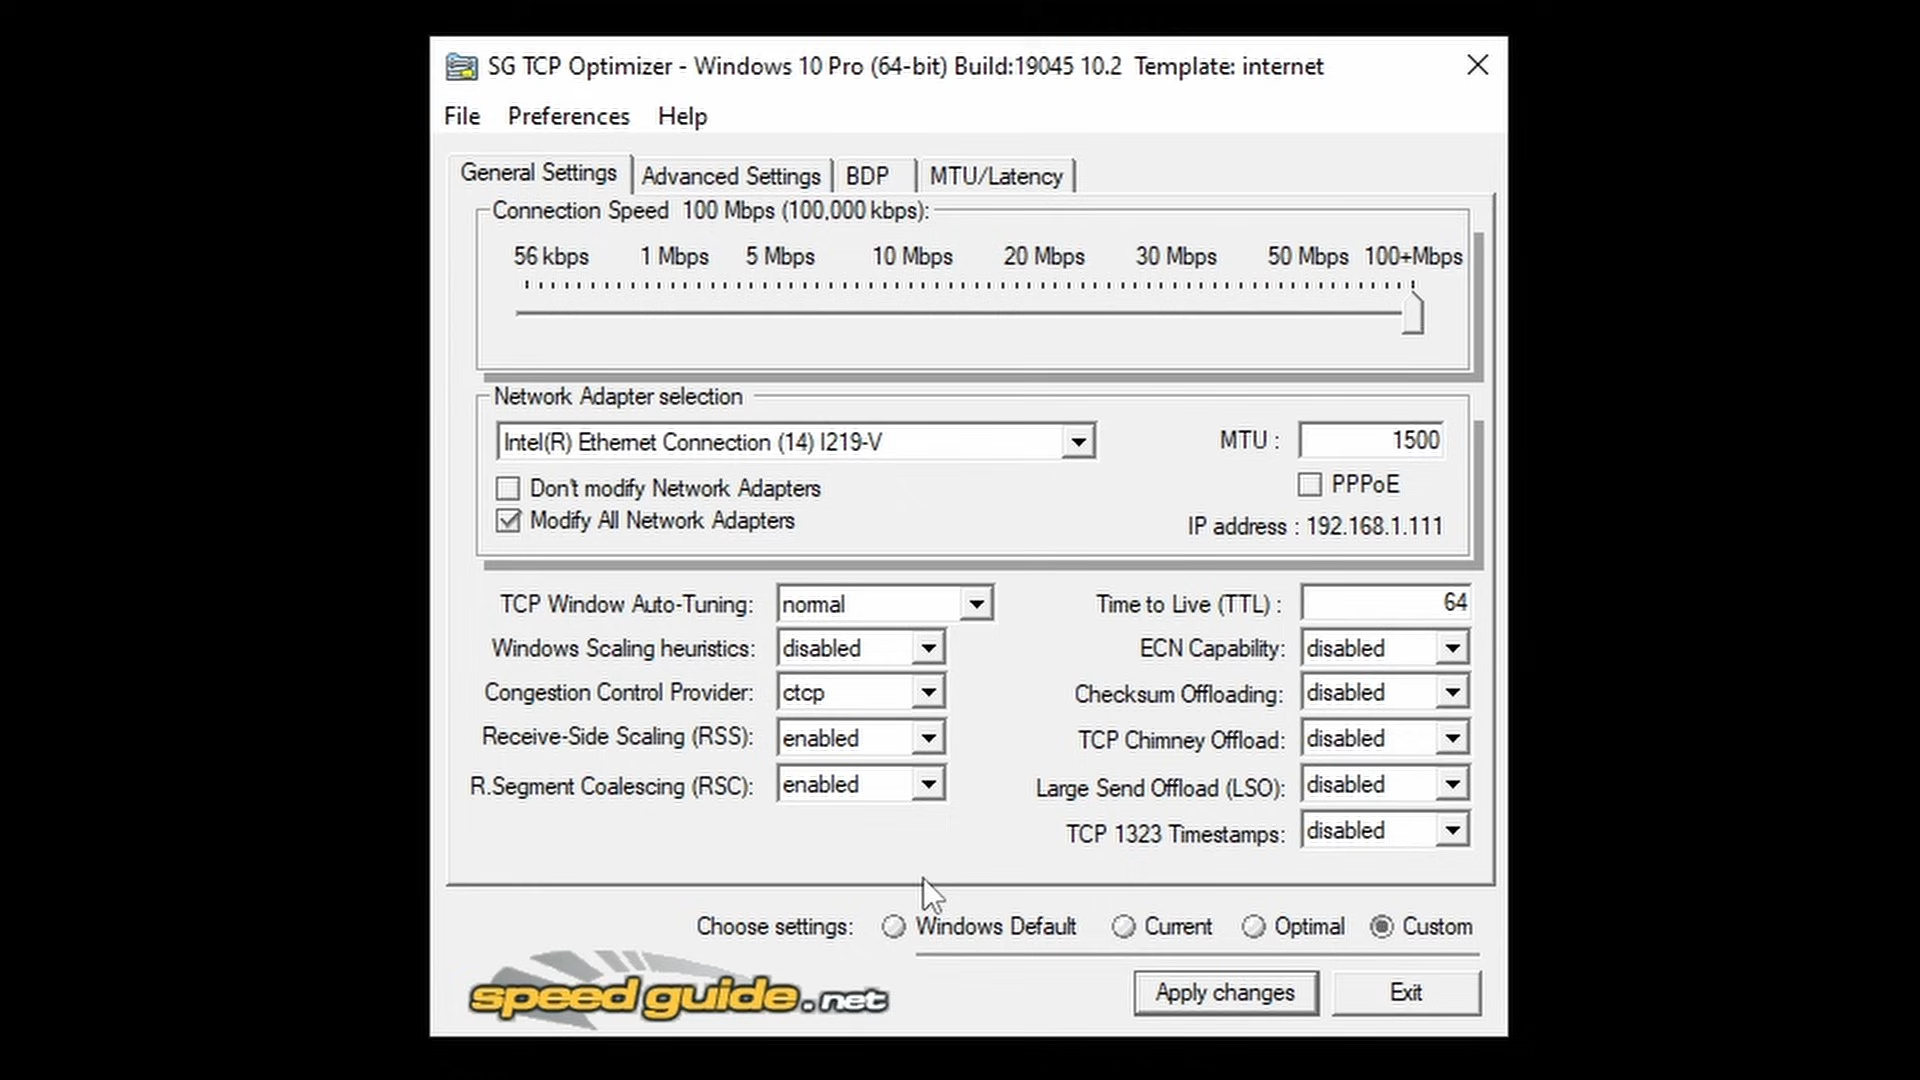 SG TCP Optimizer - Windows 10 Pro (64-bit) Build:19045 10.2  Template: internet
File Preferences Help
General Settings Advanced Settings BDP MTU/Latency
Connection Speed  100 Mbps (100,000 kbps):
56 kbps 1 Mbps 5 Mbps 10 Mbps 20 Mbps 30 Mbps 50 Mbps 100+Mbps
Network Adapter selection
Intel(R) Ethernet Connection (14) I219-V MTU : 1500
Don't modify Network Adapters PPPoE
Modify All Network Adapters IP address : 192.168.1.111
TCP Window Auto-Tuning: normal Time to Live (TTL) : 64
Windows Scaling heuristics: disabled ECN Capability: disabled
Congestion Control Provider: ctcp Checksum Offloading: disabled
Receive-Side Scaling (RSS): enabled TCP Chimney Offload: disabled
R.Segment Coalescing (RSC): enabled Large Send Offload (LSO): disabled
TCP 1323 Timestamps: disabled
Choose settings: Windows Default Current Optimal Custom
speedguide.net Apply changes Exit